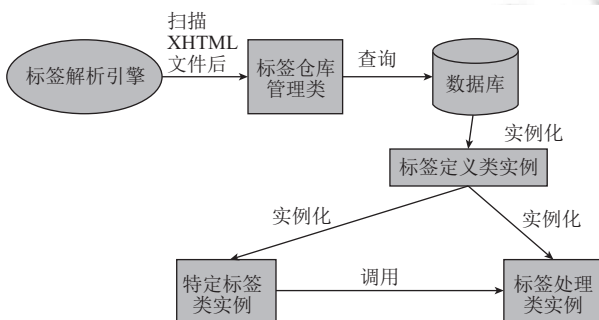 扫描
XHTML
文件后
标签解析引擎
标签仓库
管理类
查询
数据库
实例化
标签定义类实例
实例化
实例化
特定标签
类实例
调用
标签处理
类实例